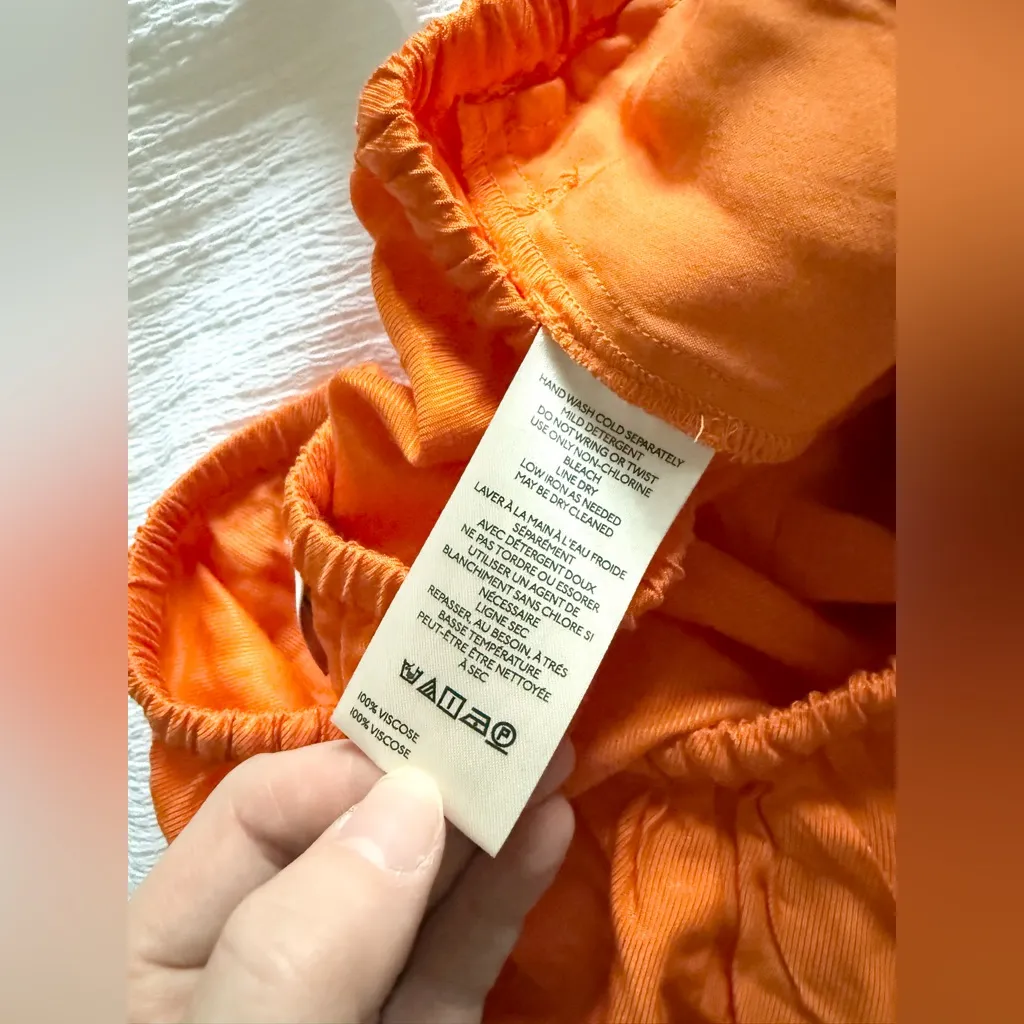 HAND WASH COLD SEPARATELY
MILD DETERGENT
DO NOT WRING OR TWIST
USE ONLY NON-CHLORINE
BLEACH
LINE DRY
LOW IRON AS NEEDED
MAY BE DRY CLEANED
LAVER À LA MAIN À L'EAU FROIDE
SÉPARÉMENT
AVEC DÉTERGENT DOUX
NE PAS TORDRE OU ESSORER
UTILISER UN AGENT DE
BLANCHIMENT SANS CHLORE SI
NÉCESSAIRE
LIGNE SEC
REPASSER, AU BESOIN, À TRÉS
BASSE TEMPÉRATURE
PEUT-ÊTRE ÊTRE NETTOYÉE
À SEC
P
100% VISCOSE
100% VISCOSE